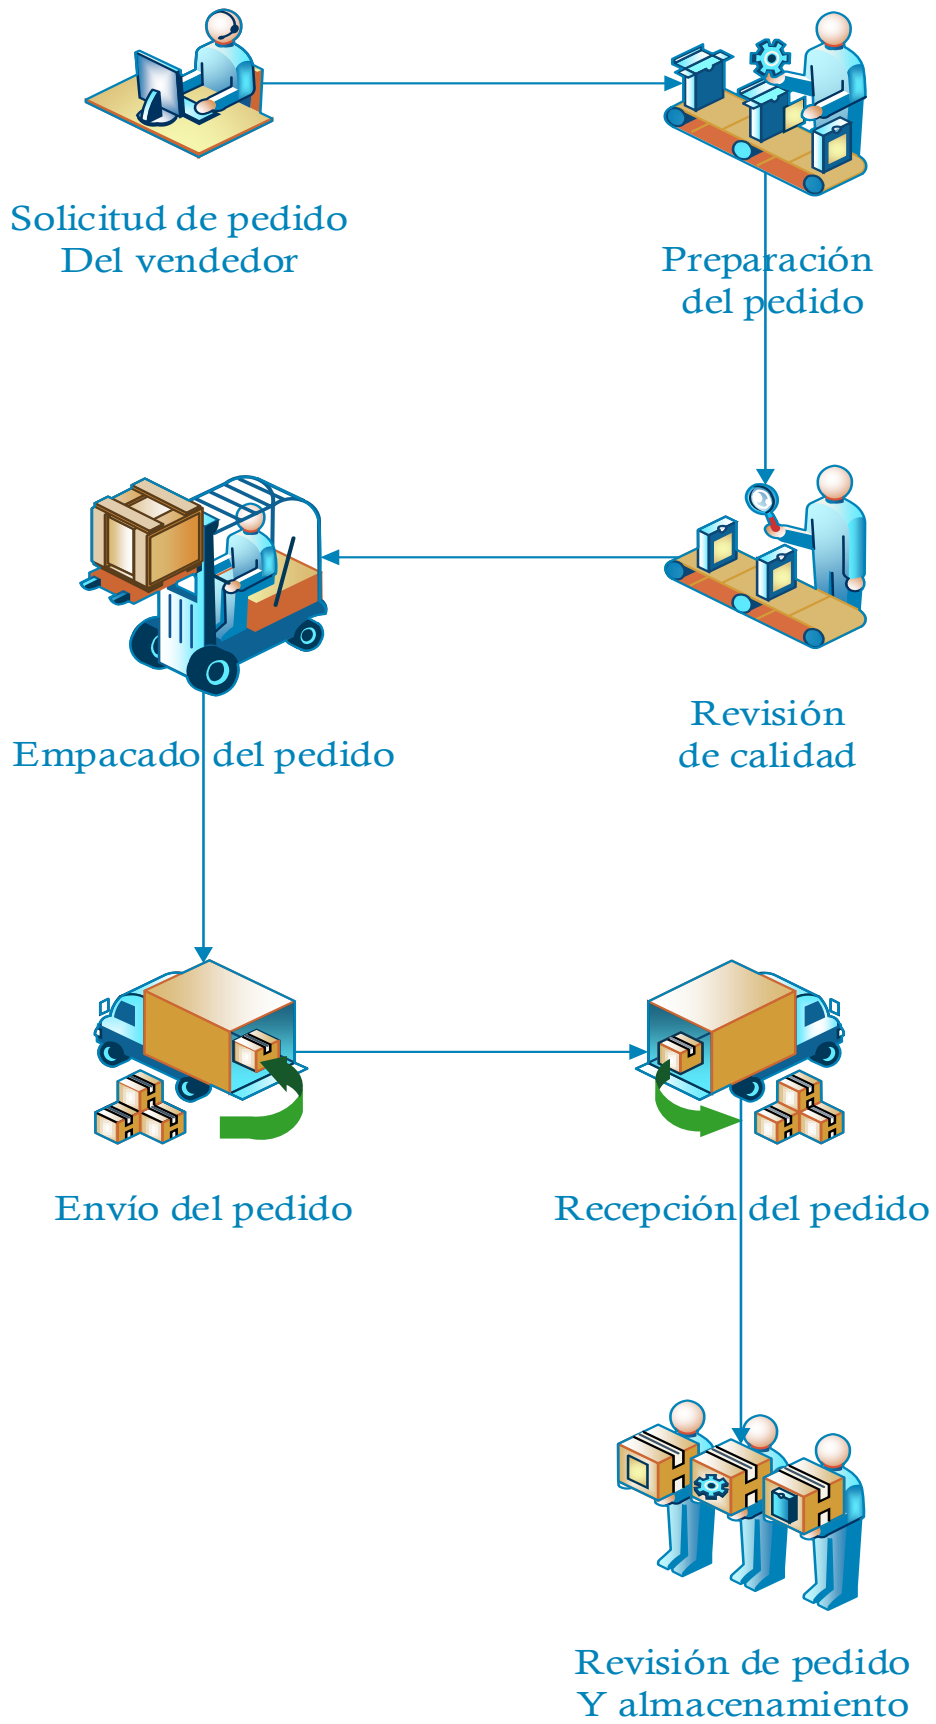 Solicitud de pedido
Del vendedor
Preparación
del pedido
Revisión
de calidad
Empacado del pedido
Envío del pedido
Recepción del pedido
Revisión de pedido
Y almacenamiento